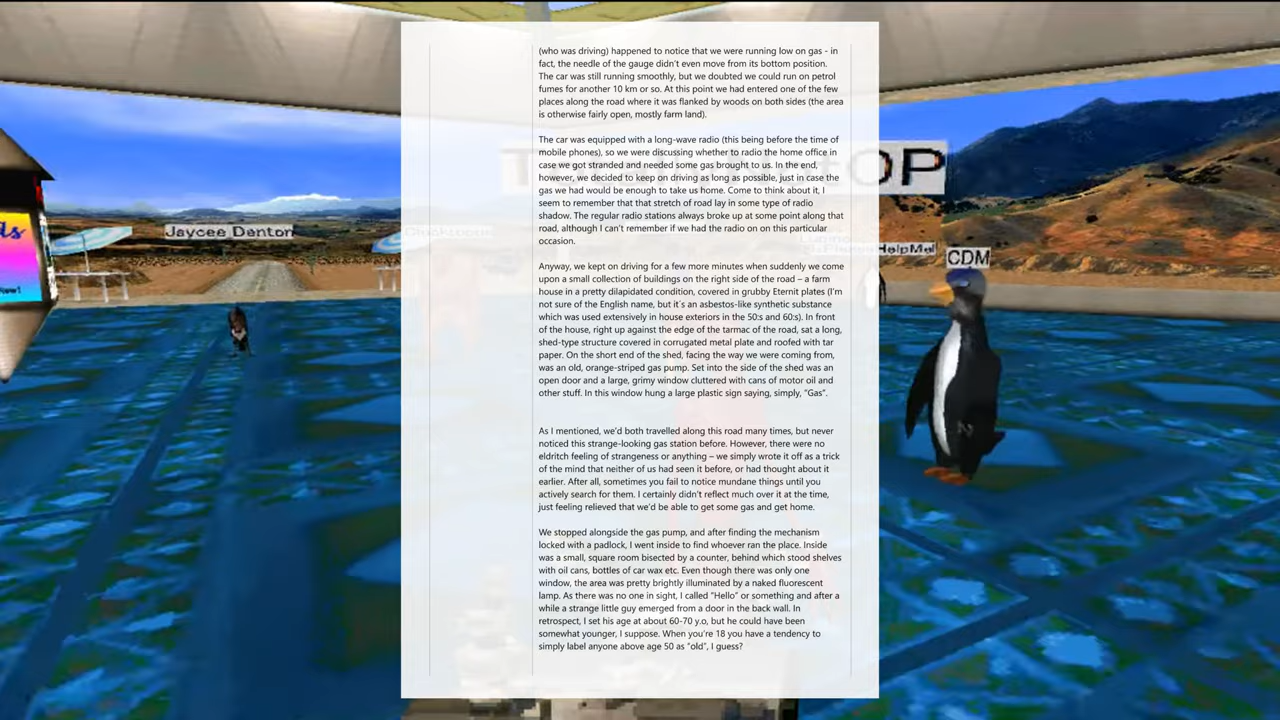 (who was driving) happened to notice that we were running low on gas - in
fact, the needle of the gauge didn't even move from its bottom position.
The car was still running smoothly, but we doubted we could run on petrol
fumes for another 10 km or so. At this point we had entered one of the few
places along the road where it was flanked by woods on both sides (the area
is otherwise fairly open, mostly farm land).
The car was equipped with a long-wave radio (this being before the time of
mobile phones), so we were discussing whether to radio the home office in
case we got stranded and needed some gas brought to us. In the end,
however, we decided to keep on driving as long as possible, just in case the
gas we had would be enough to take us home. Come to think about it, I
seem to remember that that stretch of road lay in some type of radio
shadow. The regular radio stations always broke up at some point along that
road, although I can't remember if we had the radio on on this particular
occasion.
Anyway, we kept on driving for a few more minutes when suddenly we come
upon a small collection of buildings on the right side of the road – a farm
house in a pretty dilapidated condition, covered in grubby Eternit plates (I'm
not sure of the English name, but it´s an asbestos-like synthetic substance
which was used extensively in house exteriors in the 50:s and 60:s). In front
of the house, right up against the edge of the tarmac of the road, sat a long,
shed-type structure covered in corrugated metal plate and roofed with tar
paper. On the short end of the shed, facing the way we were coming from,
was an old, orange-striped gas pump. Set into the side of the shed was an
open door and a large, grimy window cluttered with cans of motor oil and
other stuff. In this window hung a large plastic sign saying, simply, "Gas".
As I mentioned, we'd both travelled along this road many times, but never
noticed this strange-looking gas station before. However, there were no
eldritch feeling of strangeness or anything – we simply wrote it off as a trick
of the mind that neither of us had seen it before, or had thought about it
earlier. After all, sometimes you fail to notice mundane things until you
actively search for them. I certainly didn't reflect much over it at the time,
just feeling relieved that we'd be able to get some gas and get home.
We stopped alongside the gas pump, and after finding the mechanism
locked with a padlock, I went inside to find whoever ran the place. Inside
was a small, square room bisected by a counter, behind which stood shelves
with oil cans, bottles of car wax etc. Even though there was only one
window, the area was pretty brightly illuminated by a naked fluorescent
lamp. As there was no one in sight, I called "Hello" or something and after a
while a strange little guy emerged from a door in the back wall. In
retrospect, I set his age at about 60-70 y.o, but he could have been
somewhat younger, I suppose. When you're 18 you have a tendency to
simply label anyone above age 50 as "old", I guess?
Jaycee Danton
HelpMe!
CDM